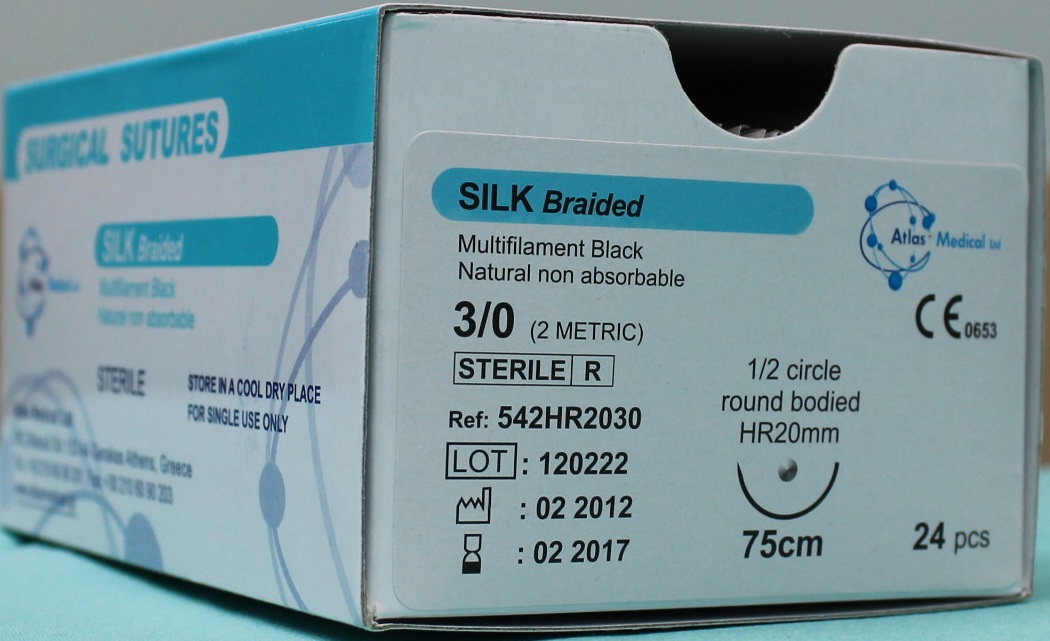 SURGICAL SUTURES
SILK Braided
Multifilament Black
Natural non absorbable
STERILE
STORE IN A COOL DRY PLACE
FOR SINGLE USE ONLY
Athens, Greece
SILK Braided
Multifilament Black
Natural non absorbable
3/0 (2 METRIC)
STERILE R
Ref: 542HR2030
LOT : 120222
: 02 2012
: 02 2017
Atlas Medical Ltd
CE 0653
1/2 circle
round bodied
HR20mm
75cm
24 pcs